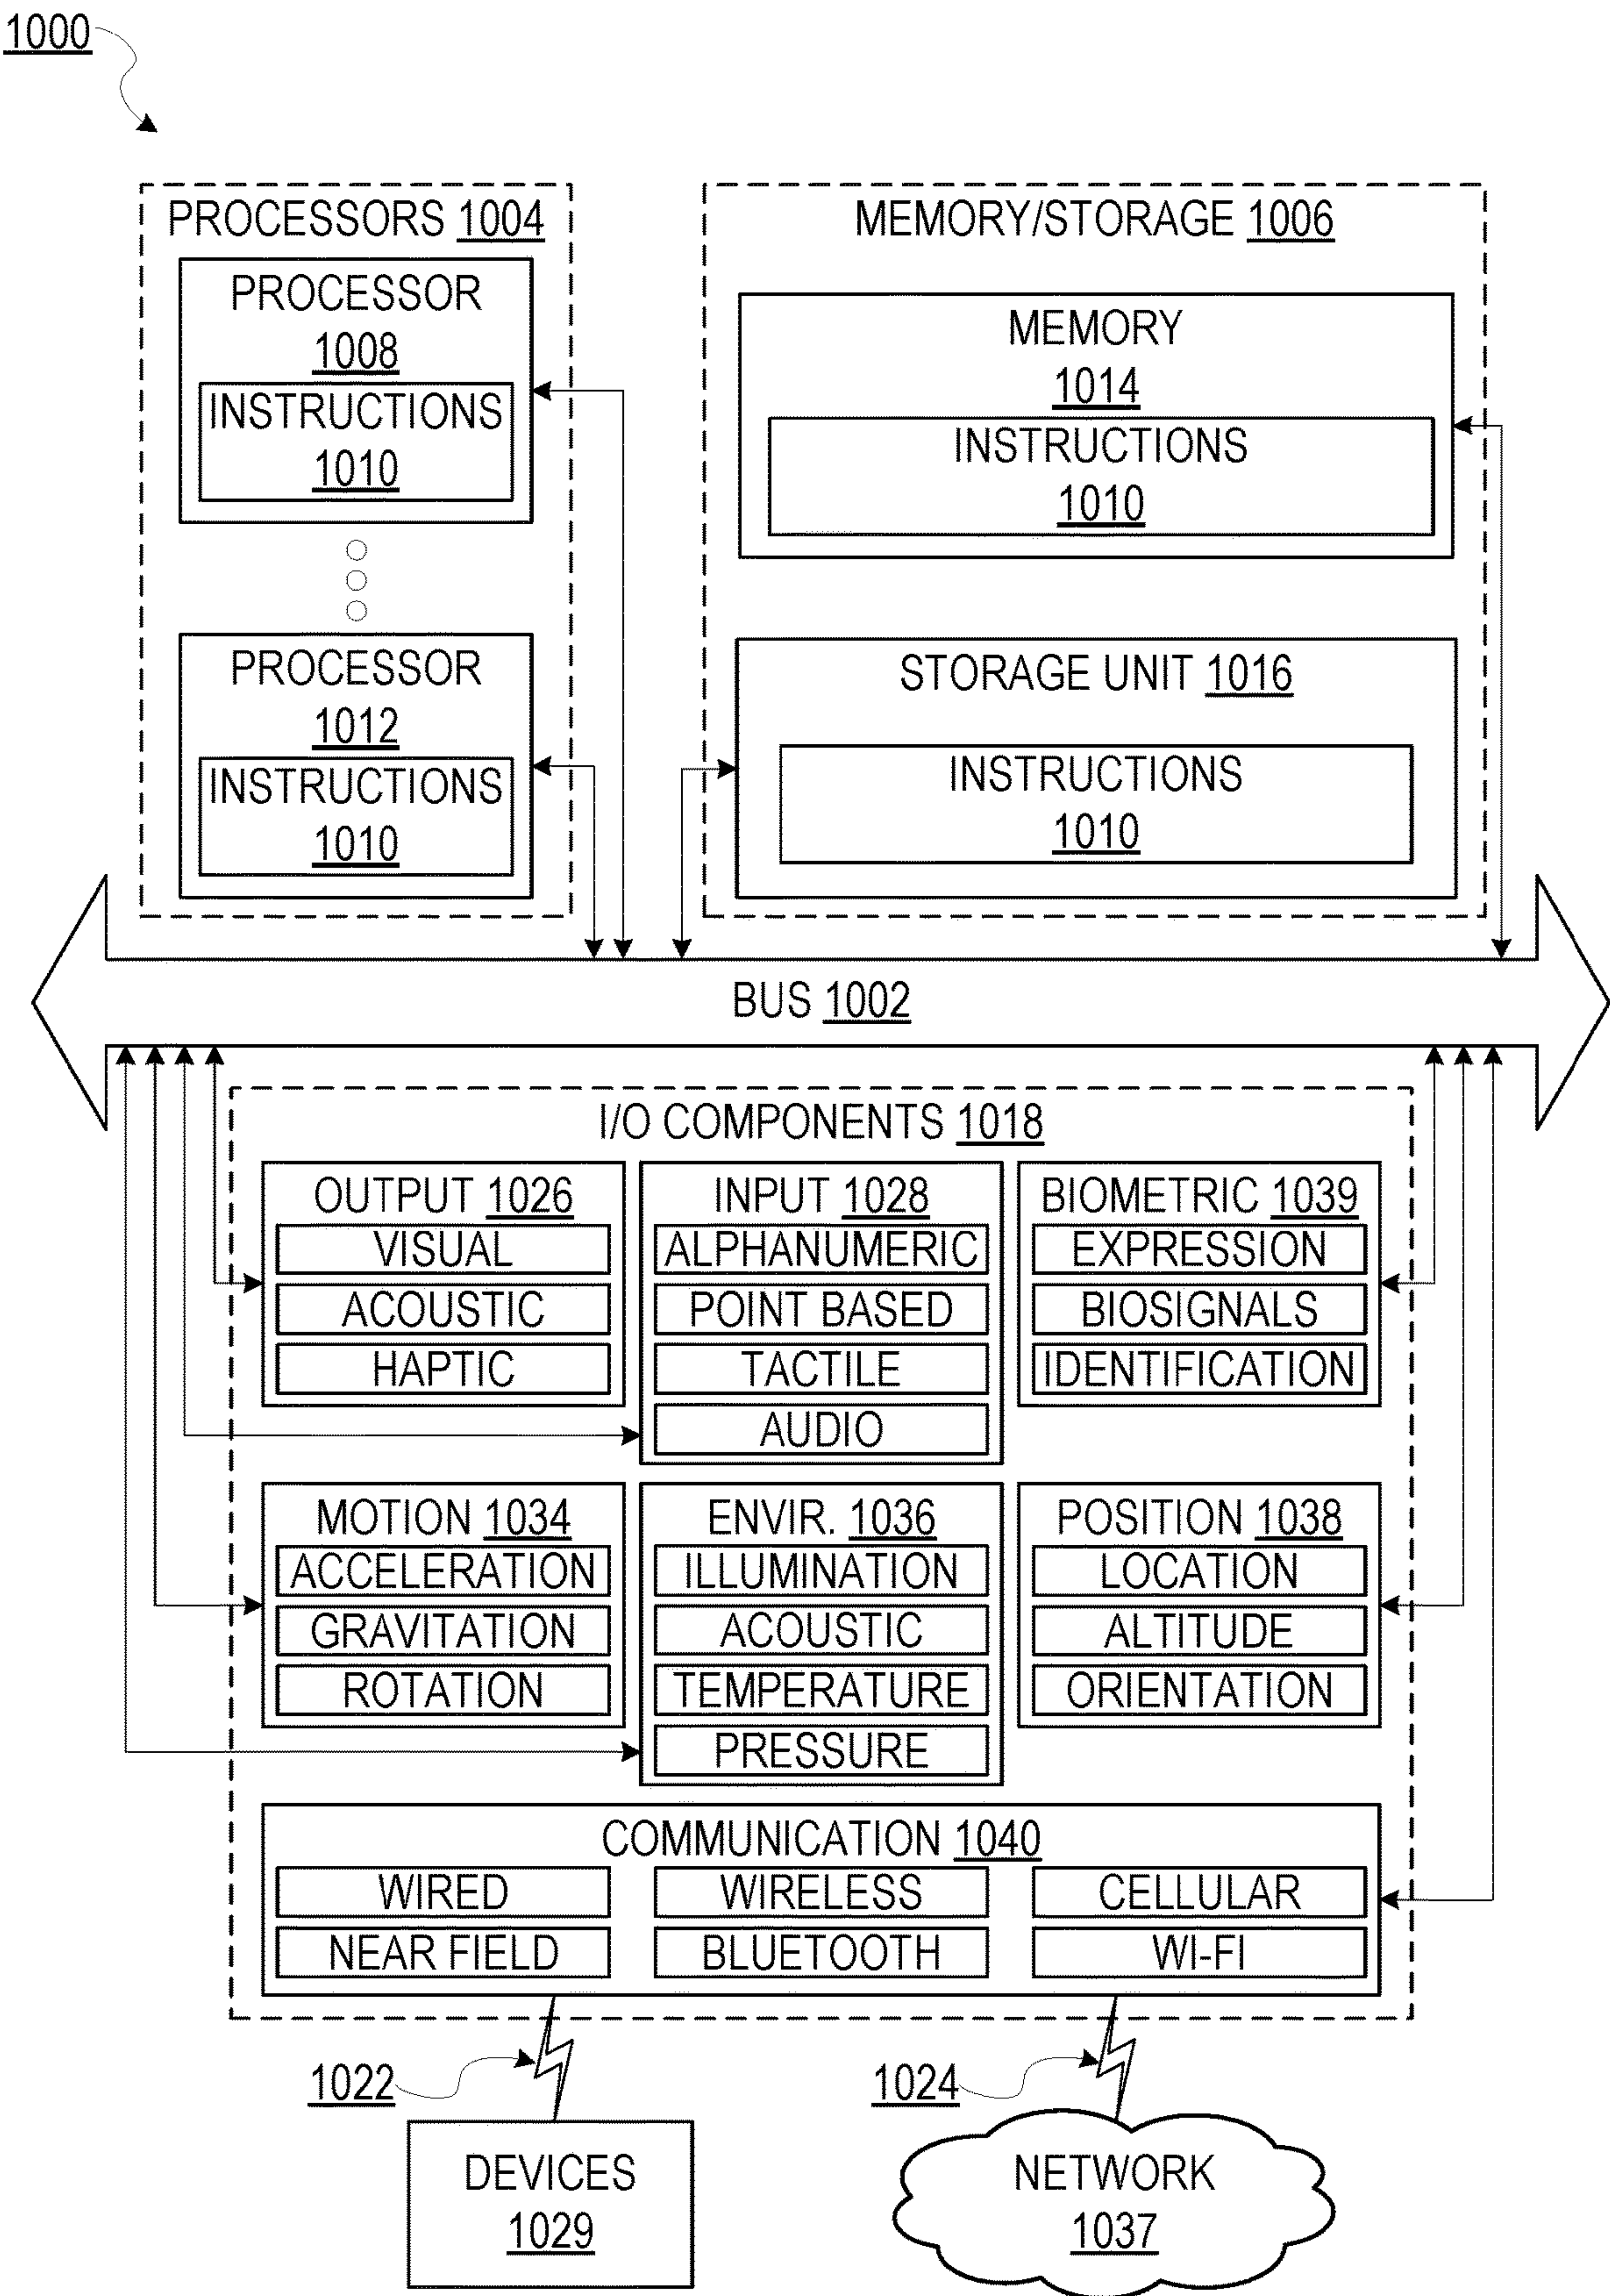 1000
PROCESSORS 1004
PROCESSOR
1008
INSTRUCTIONS
1010
PROCESSOR
1012
INSTRUCTIONS
1010
MEMORY/STORAGE 1006
MEMORY
1014
INSTRUCTIONS
1010
STORAGE UNIT 1016
INSTRUCTIONS
1010
BUS 1002
I/O COMPONENTS 1018
OUTPUT 1026
VISUAL
ACOUSTIC
HAPTIC
INPUT 1028
ALPHANUMERIC
POINT BASED
TACTILE
AUDIO
BIOMETRIC 1039
EXPRESSION
BIOSIGNALS
IDENTIFICATION
MOTION 1034
ACCELERATION
GRAVITATION
ROTATION
ENVIR. 1036
ILLUMINATION
ACOUSTIC
TEMPERATURE
PRESSURE
POSITION 1038
LOCATION
ALTITUDE
ORIENTATION
COMMUNICATION 1040
WIRED
WIRELESS
CELLULAR
NEAR FIELD
BLUETOOTH
WI-FI
1022
1024
DEVICES
1029
NETWORK
1037